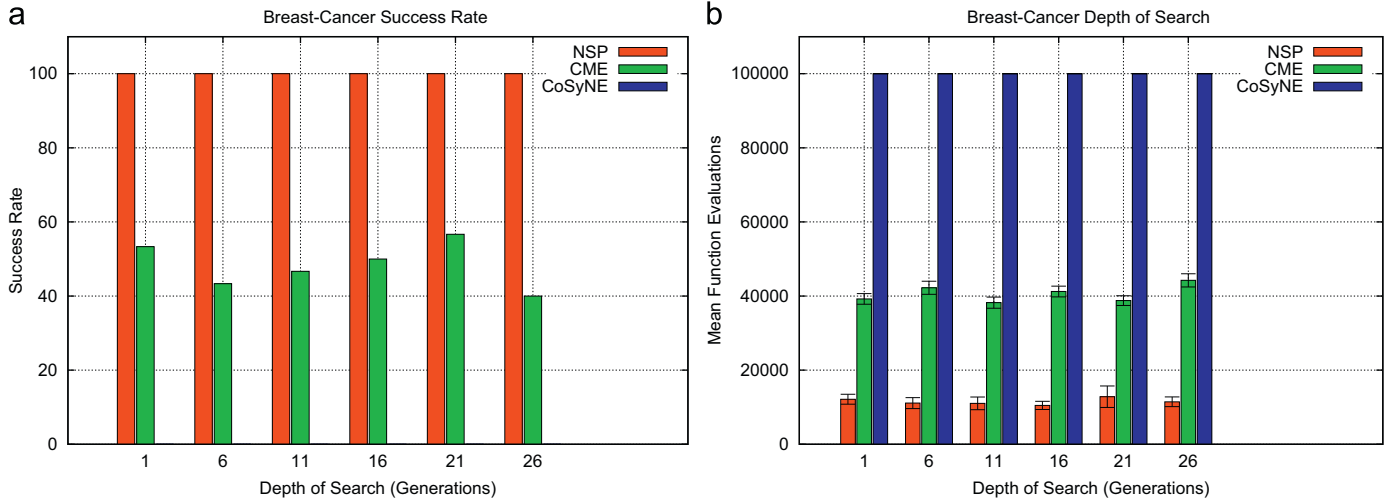 a
Breast-Cancer Success Rate
NSP
CME
CoSyNE
100
80
60
40
20
0
Success Rate
1 6 11 16 21 26
Depth of Search (Generations)
b
Breast-Cancer Depth of Search
NSP
CME
CoSyNE
100000
80000
60000
40000
20000
0
Mean Function Evaluations
1 6 11 16 21 26
Depth of Search (Generations)